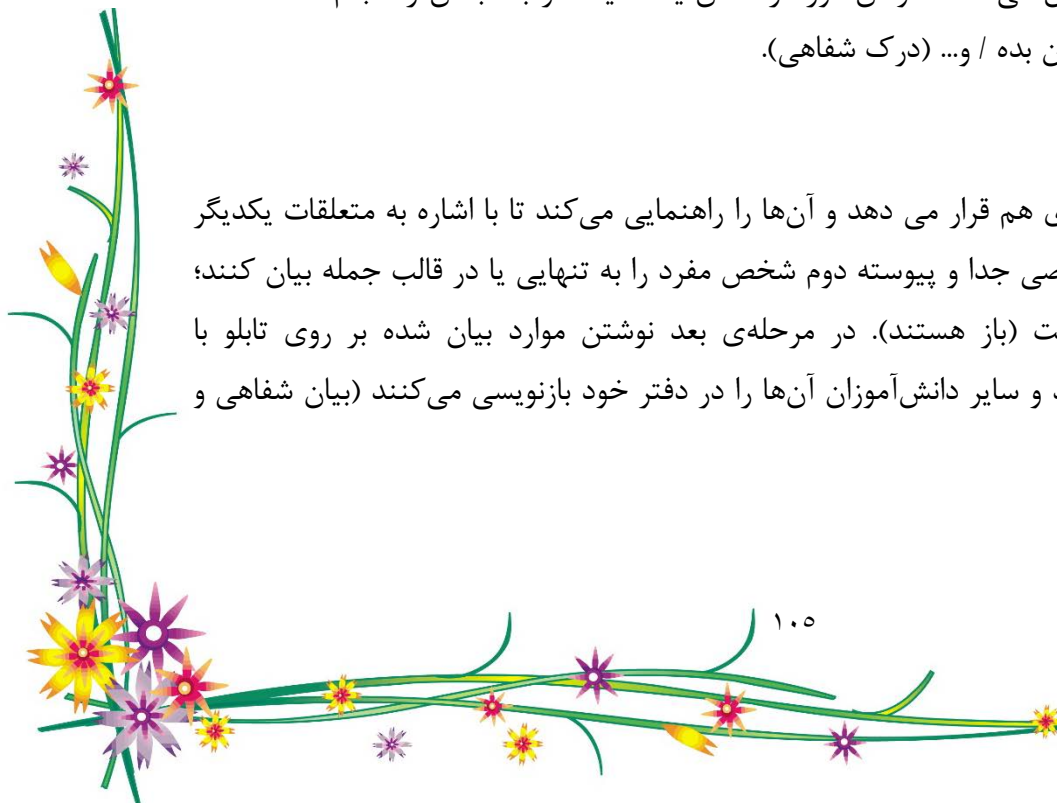 ن بده / و... (درک شفاهی).
ی هم قرار می دهد و آن‌ها را راهنمایی می‌کند تا با اشاره به متعلقات یکدیگر
صی جدا و پیوسته دوم شخص مفرد را به تنهایی یا در قالب جمله بیان کنند؛
ت (باز هستند). در مرحله‌ی بعد نوشتن موارد بیان شده بر روی تابلو با
د و سایر دانش‌آموزان آن‌ها را در دفتر خود بازنویسی می‌کنند (بیان شفاهی و
۱۰۵